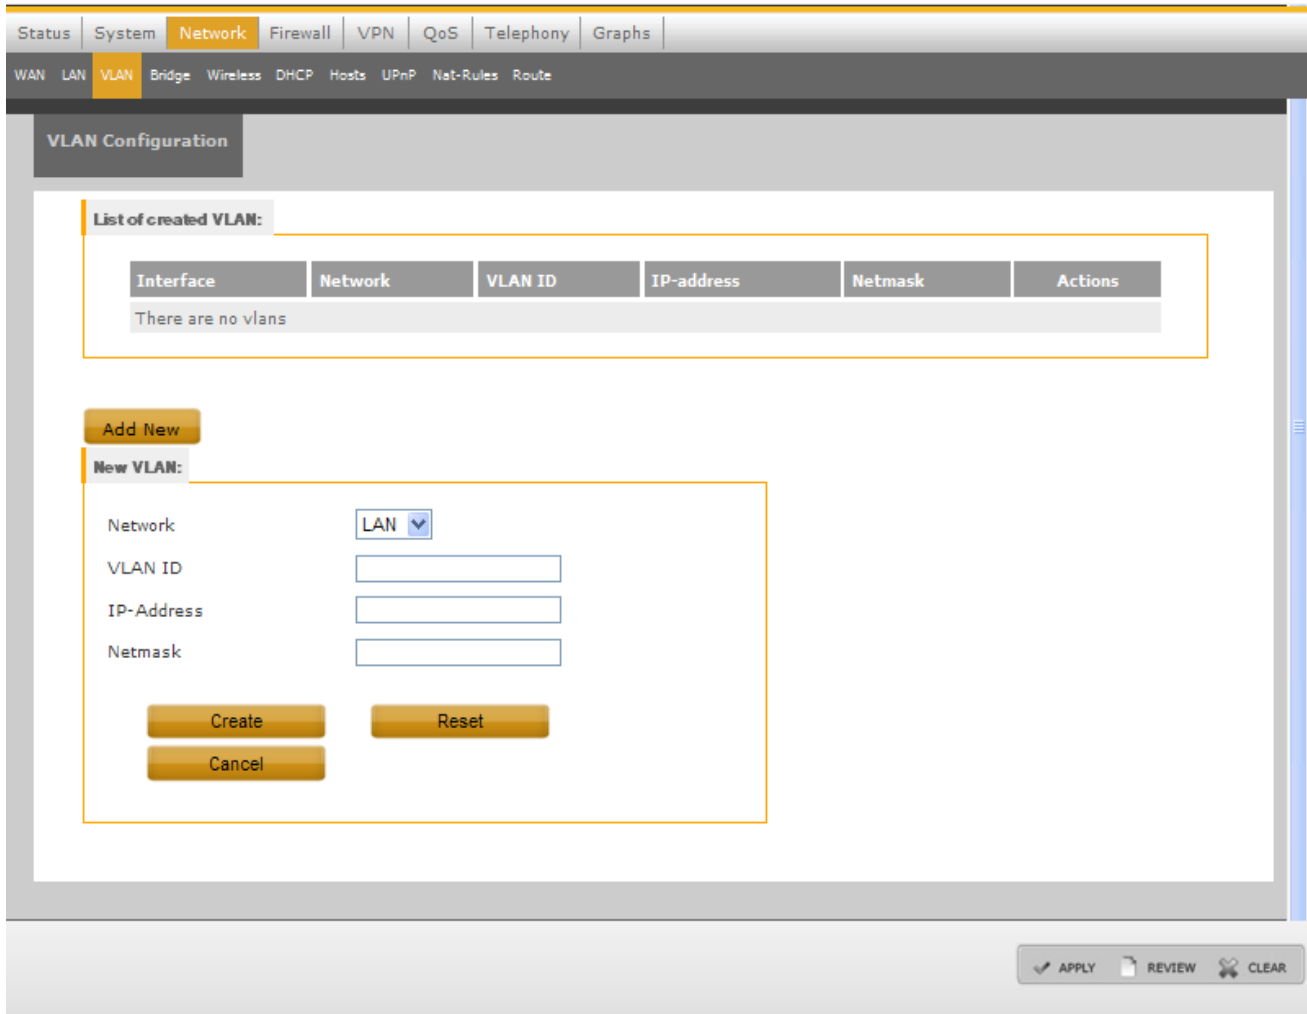 Status System Network Firewall VPN QoS Telephony Graphs
WAN LAN VLAN Bridge Wireless DHCP Hosts UPnP Nat-Rules Route
VLAN Configuration
List of created VLAN:
Interface Network VLAN ID IP-address Netmask Actions
There are no vlans
Add New
New VLAN:
Network LAN
VLAN ID
IP-Address
Netmask
Create Reset
Cancel
APPLY REVIEW CLEAR